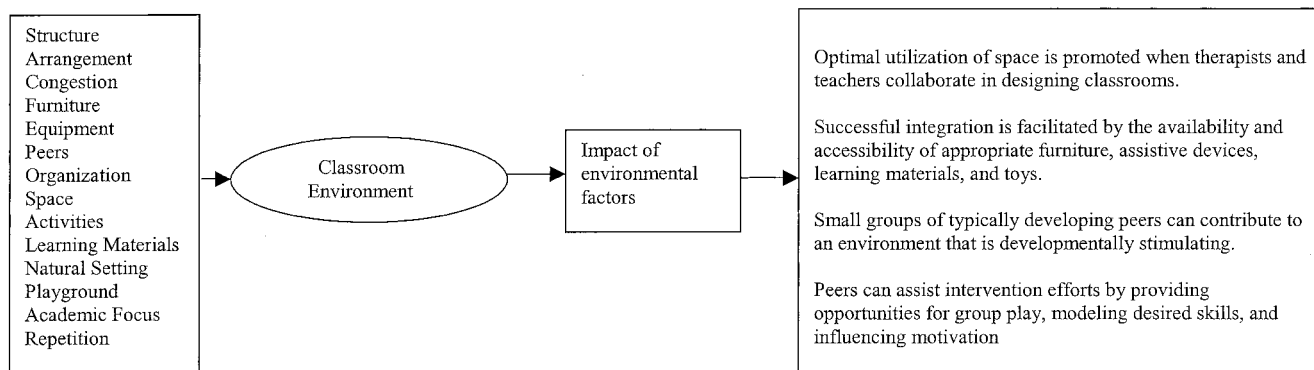 Structure
Arrangement
Congestion
Furniture
Equipment
Peers
Organization
Space
Activities
Learning Materials
Natural Setting
Playground
Academic Focus
Repetition
Classroom
Environment
Impact of
environmental
factors
Optimal utilization of space is promoted when therapists and
teachers collaborate in designing classrooms.
Successful integration is facilitated by the availability and
accessibility of appropriate furniture, assistive devices,
learning materials, and toys.
Small groups of typically developing peers can contribute to
an environment that is developmentally stimulating.
Peers can assist intervention efforts by providing
opportunities for group play, modeling desired skills, and
influencing motivation